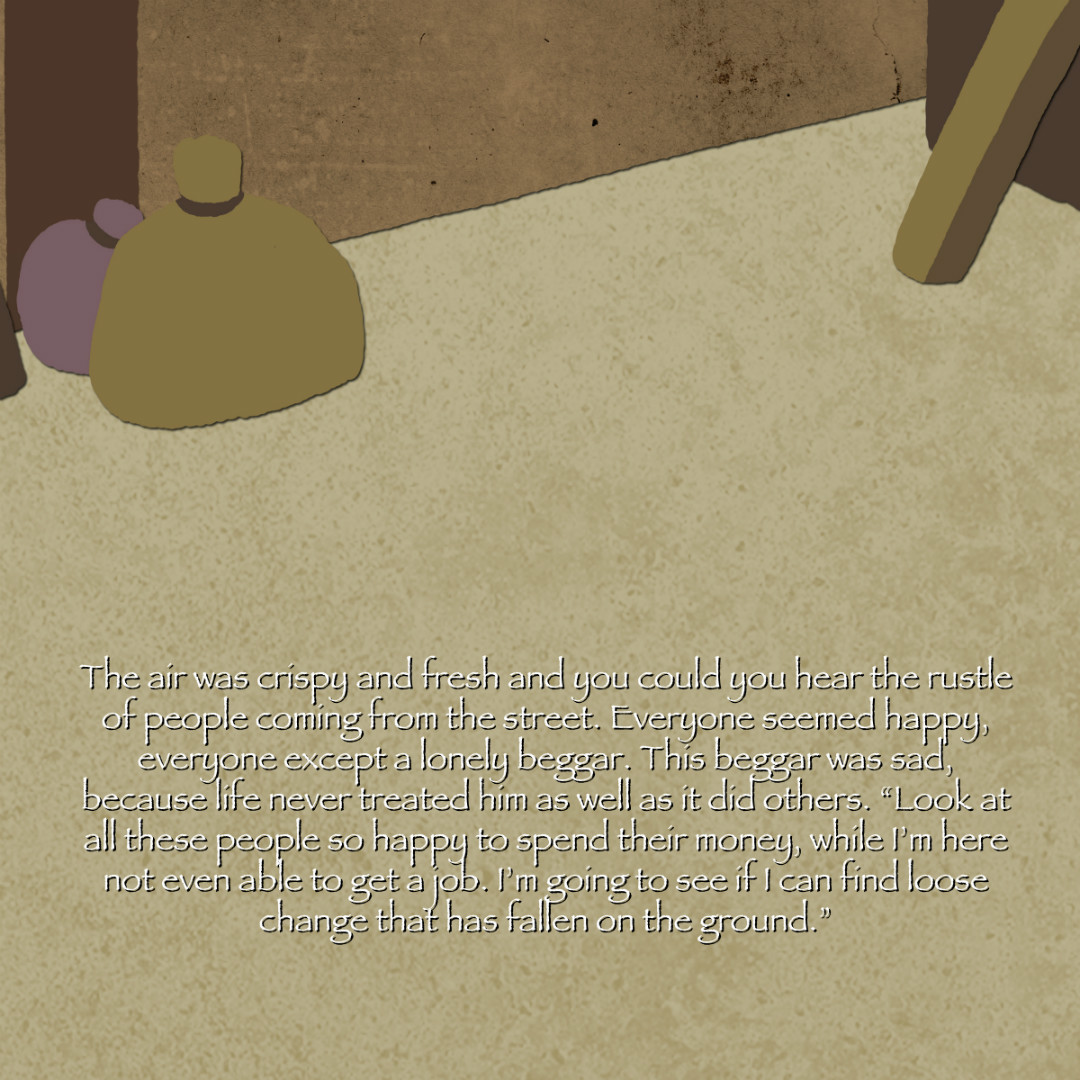 The air was crispy and fresh and you could you hear the rustle
of people coming from the street. Everyone seemed happy,
everyone except a lonely beggar. This beggar was sad,
because life never treated him as well as it did others. “Look at
all these people so happy to spend their money, while I’m here
not even able to get a job. I’m going to see if I can find loose
change that has fallen on the ground.”